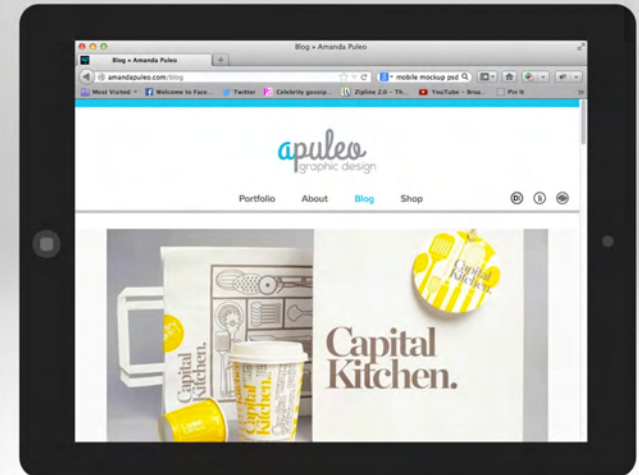 Blog « Amanda Puleo
Blog « Amanda Puleo
amandapuleo.com/blog
mobile mockup psd
Most Visited
Welcome to Face...
Twitter
Celebrity gossip...
Zipline 2.0 – Th...
YouTube - Broa...
Pin It
apuleo
graphic design
Portfolio About Blog Shop
Capital
Kitchen.
Capital
Kitchen.
Capital
Kitchen.
Capital
Kitchen.